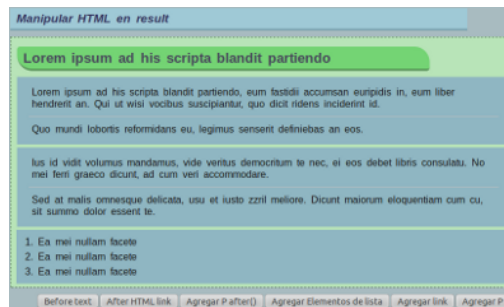 Manipular HTML en result
Lorem ipsum ad his scripta blandit partiendo
Lorem ipsum ad his scripta blandit partiendo, eum fastidii accumsan euripidis in, eum liber
hendrerit an. Qui ut wisi vocibus suscipiantur, quo dicit ridens inciderint id.
Quo mundi lobortis reformidans eu, legimus senserit definiebas an eos.
Ius id vidit volumus mandamus, vide veritus democritum te nec, ei eos debet libris consulatu. No
mei ferri graeco dicunt, ad cum veri accommodare.
Sed at malis omnesque delicata, usu et iusto zzril meliore. Dicunt maiorum eloquentiam cum cu,
sit summo dolor essent te.
1. Ea mei nullam facete
2. Ea mei nullam facete
3. Ea mei nullam facete
Before text After HTML link Agregar P after() Agregar Elementos de lista Agregar link Agregar